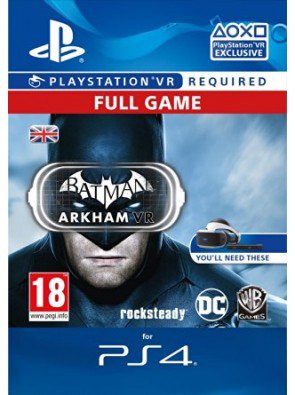 PlayStation VR
EXCLUSIVE
PLAYSTATION®VR REQUIRED
FULL GAME
BATMAN
ARKHAM VR
YOU'LL NEED THESE
18
www.pegi.info
rocksteady
DC
WB
GAMES
for
PS4